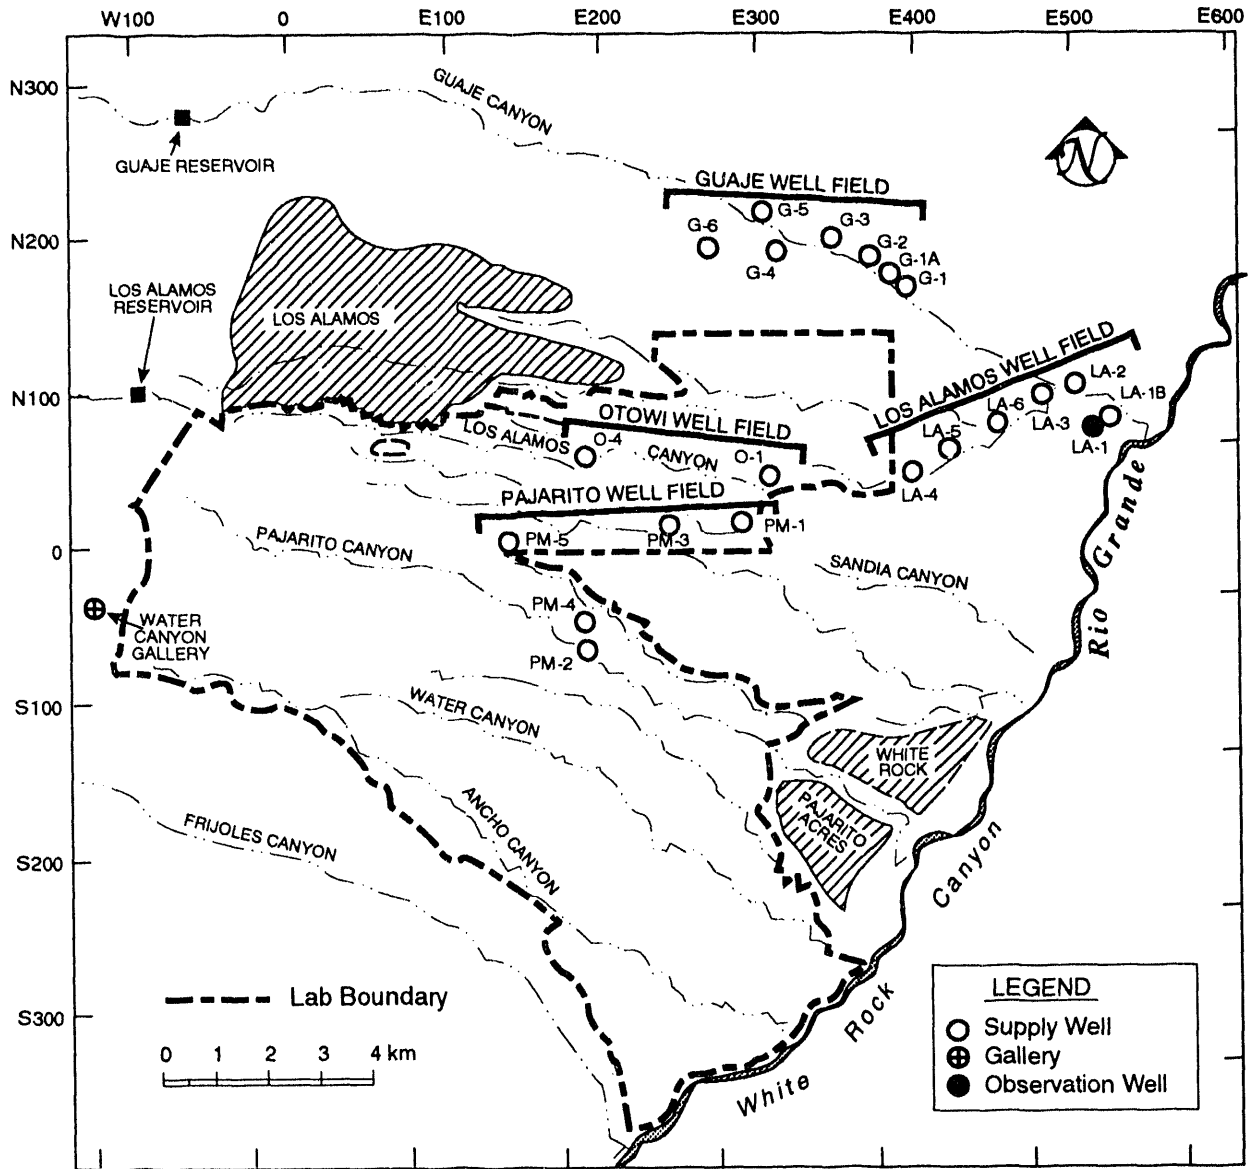 W100 0 E100 E200 E300 E400 E500 E600
N300
GUAJE CANYON
GUAJE RESERVOIR
N
GUAJE WELL FIELD
G-5
G-3
G-6
G-2
G-1A
G-4
G-1
N200
LOS ALAMOS
RESERVOIR
LOS ALAMOS
LOS ALAMOS WELL FIELD
LA-2
LA-1B
LA-6
LA-3
LA-1
LA-5
LA-4
N100
OTOWI WELL FIELD
LOS ALAMOS
CANYON
O-4
O-1
PAJARITO WELL FIELD
PM-1
PM-3
PM-5
0
PAJARITO CANYON
SANDIA CANYON
Rio Grande
PM-4
PM-2
WATER
CANYON
GALLERY
S100
WATER CANYON
WHITE
ROCK
PAJARITO
ACRES
ANCHO CANYON
FRIJOLES CANYON
S200
White Rock Canyon
S300
Lab Boundary
0 1 2 3 4 km
LEGEND
Supply Well
Gallery
Observation Well